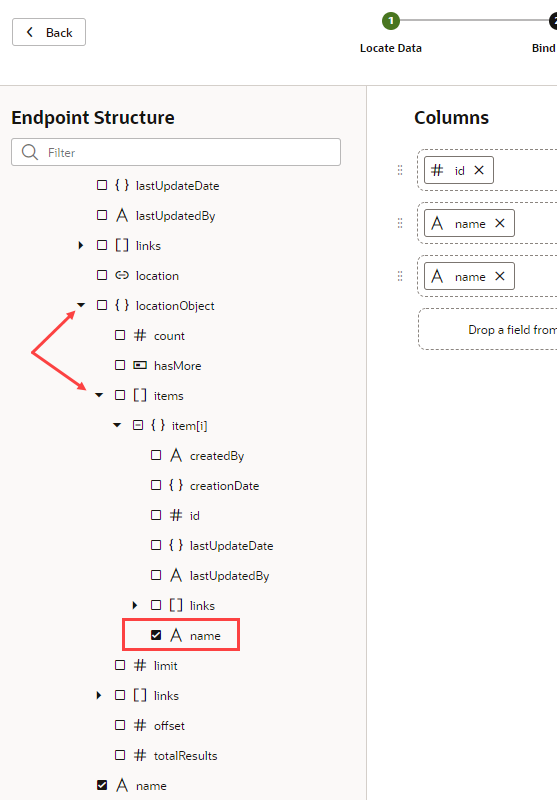 Back
1
2
Locate Data
Bind
Endpoint Structure
Filter
{ } lastUpdateDate
A lastUpdatedBy
[ ] links
location
{ } locationObject
# count
hasMore
[ ] items
{ } item[i]
A createdBy
{ } creationDate
# id
{ } lastUpdateDate
A lastUpdatedBy
[ ] links
A name
# limit
[ ] links
# offset
# totalResults
A name
Columns
# id ×
A name ×
A name ×
Drop a field from